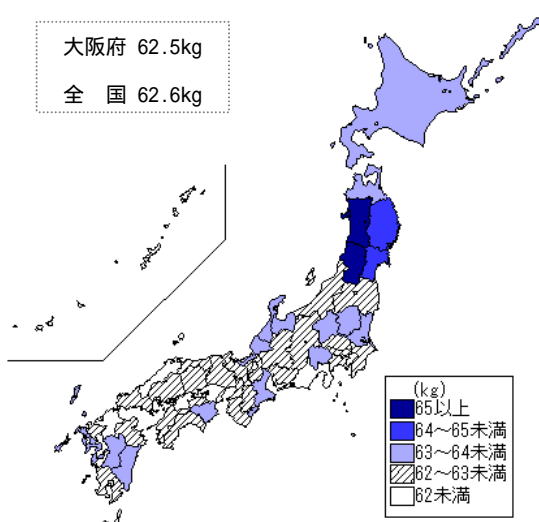 大阪府 62.5kg
全　国 62.6kg
(kg)
65以上
64～65未満
63～64未満
62～63未満
62未満